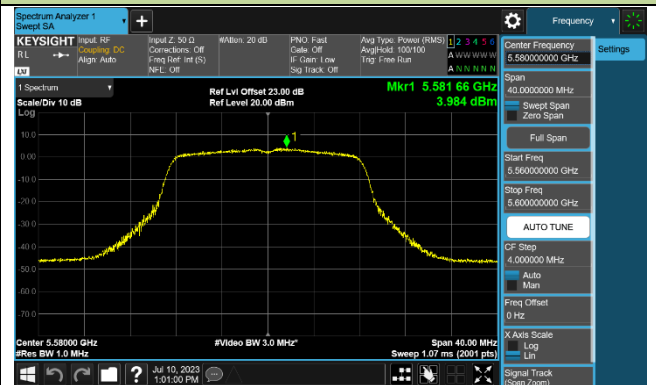 Spectrum Analyzer 1
Swept SA
Frequency
KEYSIGHT
Input: RF
Coupling: DC
Align: Auto
RL
LXI
Input Z: 50 Ω
Corrections: Off
Freq Ref: Int (S)
NFE: Off
#Atten: 20 dB
PNO: Fast
Gate: Off
IF Gain: Low
Sig Track: Off
Avg Type: Power (RMS)
Avg|Hold: 100/100
Trig: Free Run
1 2 3 4 5 6
A W W W W W
A N N N N N
1 Spectrum
Scale/Div 10 dB
Log
Ref Lvl Offset 23.00 dB
Ref Level 20.00 dBm
Mkr1 5.581 66 GHz
3.984 dBm
1
10.0
0.00
-10.0
-20.0
-30.0
-40.0
-50.0
-60.0
-70.0
Center 5.58000 GHz
#Res BW 1.0 MHz
#Video BW 3.0 MHz*
Span 40.00 MHz
Sweep 1.07 ms (2001 pts)
Jul 10, 2023
1:01:00 PM
Center Frequency
5.580000000 GHz
Settings
Span
40.0000000 MHz
Swept Span
Zero Span
Full Span
Start Freq
5.560000000 GHz
Stop Freq
5.600000000 GHz
AUTO TUNE
CF Step
4.000000 MHz
Auto
Man
Freq Offset
0 Hz
X Axis Scale
Log
Lin
Signal Track
(Span Zoom)